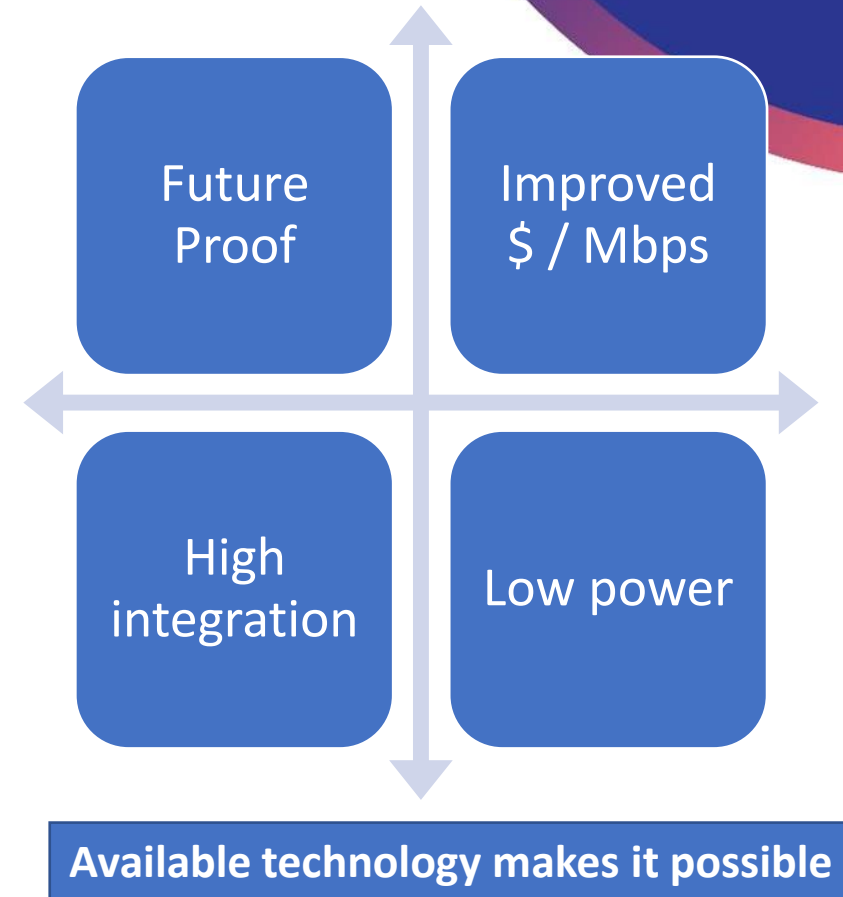 Future
Proof
Improved
$ / Mbps
High
integration
Low power
Available technology makes it possible